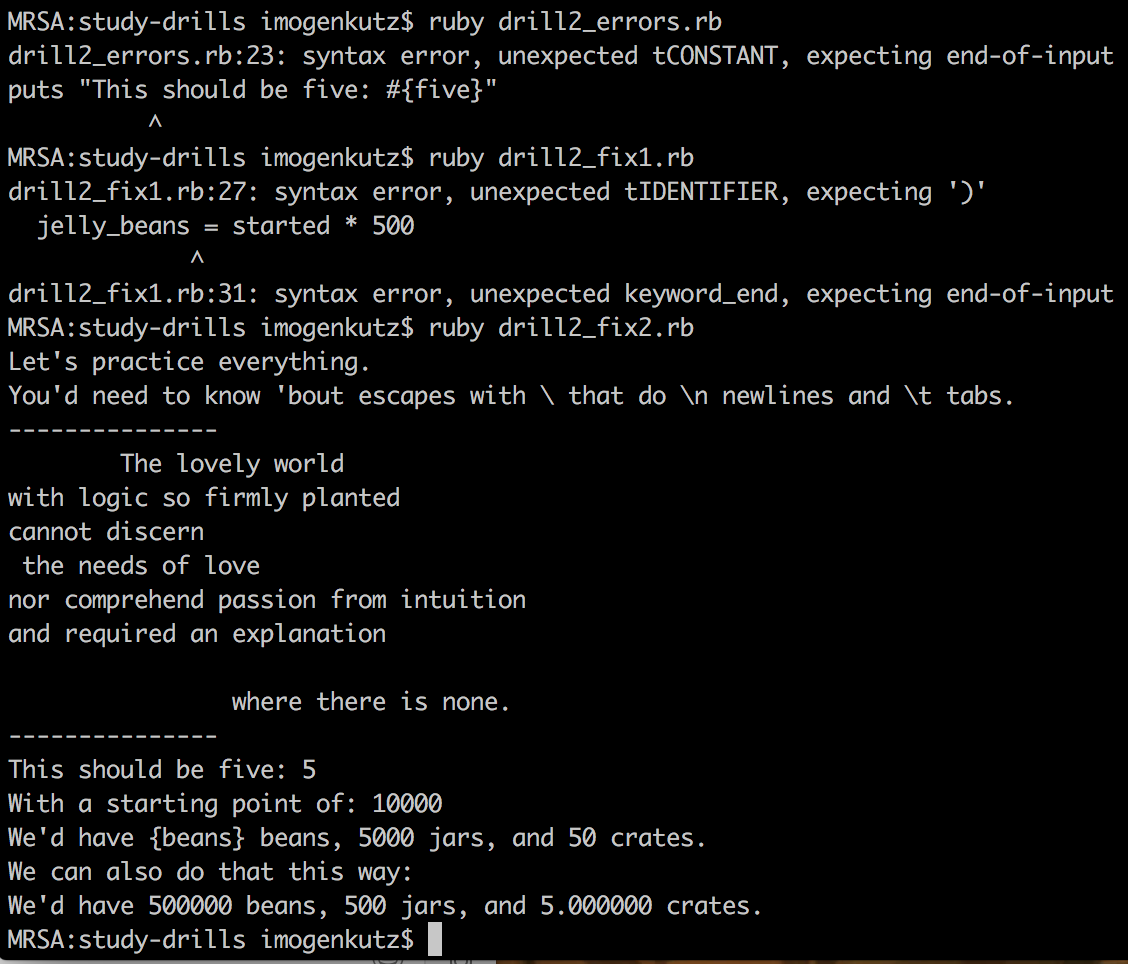 MRSA:study-drills imogenkutz$ ruby drill2_errors.rb
drill2_errors.rb:23: syntax error, unexpected tCONSTANT, expecting end-of-input
puts "This should be five: #{five}"
          ^
MRSA:study-drills imogenkutz$ ruby drill2_fix1.rb
drill2_fix1.rb:27: syntax error, unexpected tIDENTIFIER, expecting ')'
  jelly_beans = started * 500
             ^
drill2_fix1.rb:31: syntax error, unexpected keyword_end, expecting end-of-input
MRSA:study-drills imogenkutz$ ruby drill2_fix2.rb
Let's practice everything.
You'd need to know 'bout escapes with \ that do \n newlines and \t tabs.
---------------
        The lovely world
with logic so firmly planted
cannot discern
 the needs of love
nor comprehend passion from intuition
and required an explanation

                where there is none.
---------------
This should be five: 5
With a starting point of: 10000
We'd have {beans} beans, 5000 jars, and 50 crates.
We can also do that this way:
We'd have 500000 beans, 500 jars, and 5.000000 crates.
MRSA:study-drills imogenkutz$